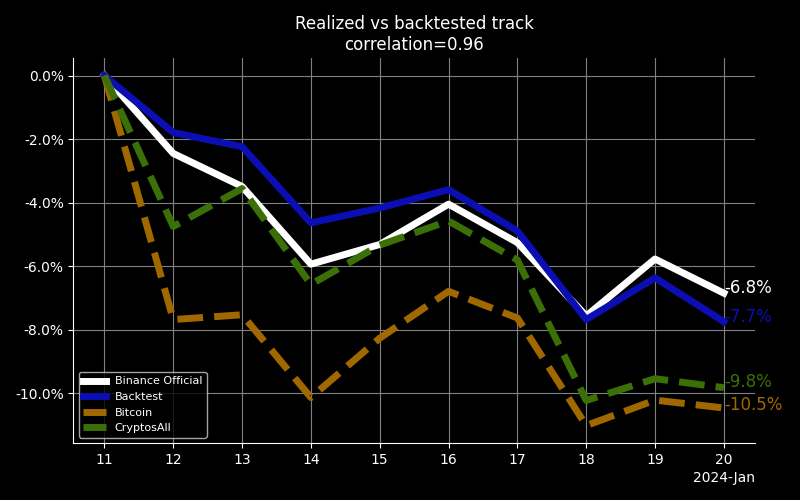 Realized vs backtested track
correlation=0.96
0.0%
-2.0%
-4.0%
-6.0%
-8.0%
-10.0%
-6.8%
-7.7%
-9.8%
-10.5%
Binance Official
Backtest
Bitcoin
CryptosAll
11 12 13 14 15 16 17 18 19 20
2024-Jan